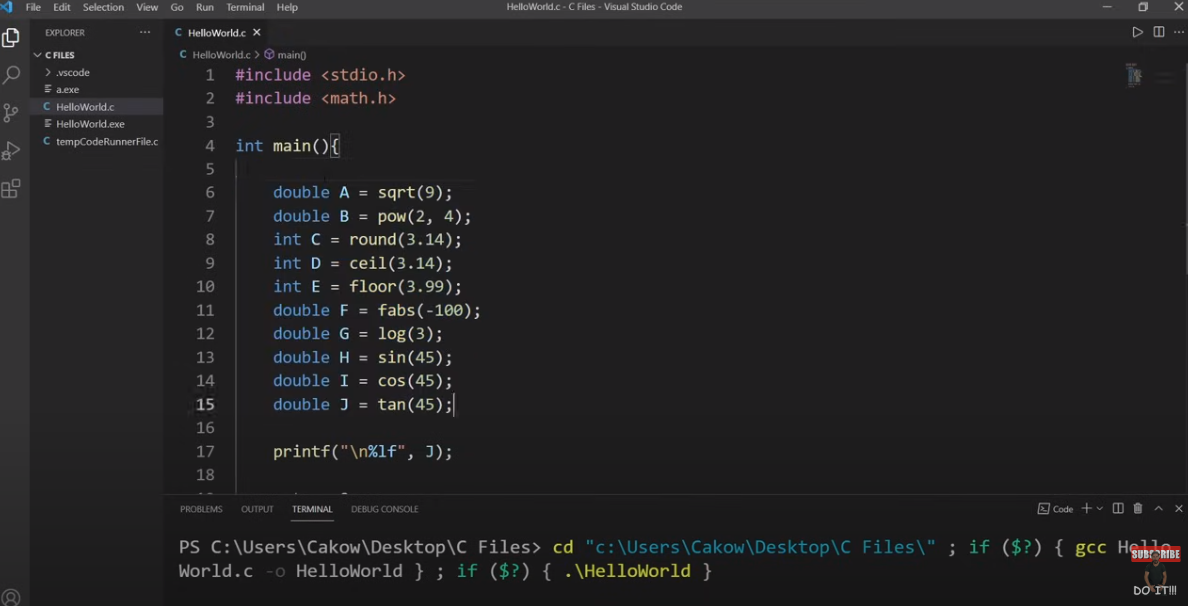 File Edit Selection View Go Run Terminal Help HelloWorld.c - C Files - Visual Studio Code
EXPLORER
C FILES
.vscode
a.exe
HelloWorld.c
HelloWorld.exe
tempCodeRunnerFile.c
HelloWorld.c
HelloWorld.c > main()
1 #include <stdio.h>
2 #include <math.h>
3
4 int main(){
5
6 double A = sqrt(9);
7 double B = pow(2, 4);
8 int C = round(3.14);
9 int D = ceil(3.14);
10 int E = floor(3.99);
11 double F = fabs(-100);
12 double G = log(3);
13 double H = sin(45);
14 double I = cos(45);
15 double J = tan(45);
16
17 printf("\n%lf", J);
18
PROBLEMS OUTPUT TERMINAL DEBUG CONSOLE Code
PS C:\Users\Cakow\Desktop\C Files> cd "c:\Users\Cakow\Desktop\C Files\" ; if ($?) { gcc Hello
World.c -o HelloWorld } ; if ($?) { .\HelloWorld }
SUBSCRIBE
DO IT!!!